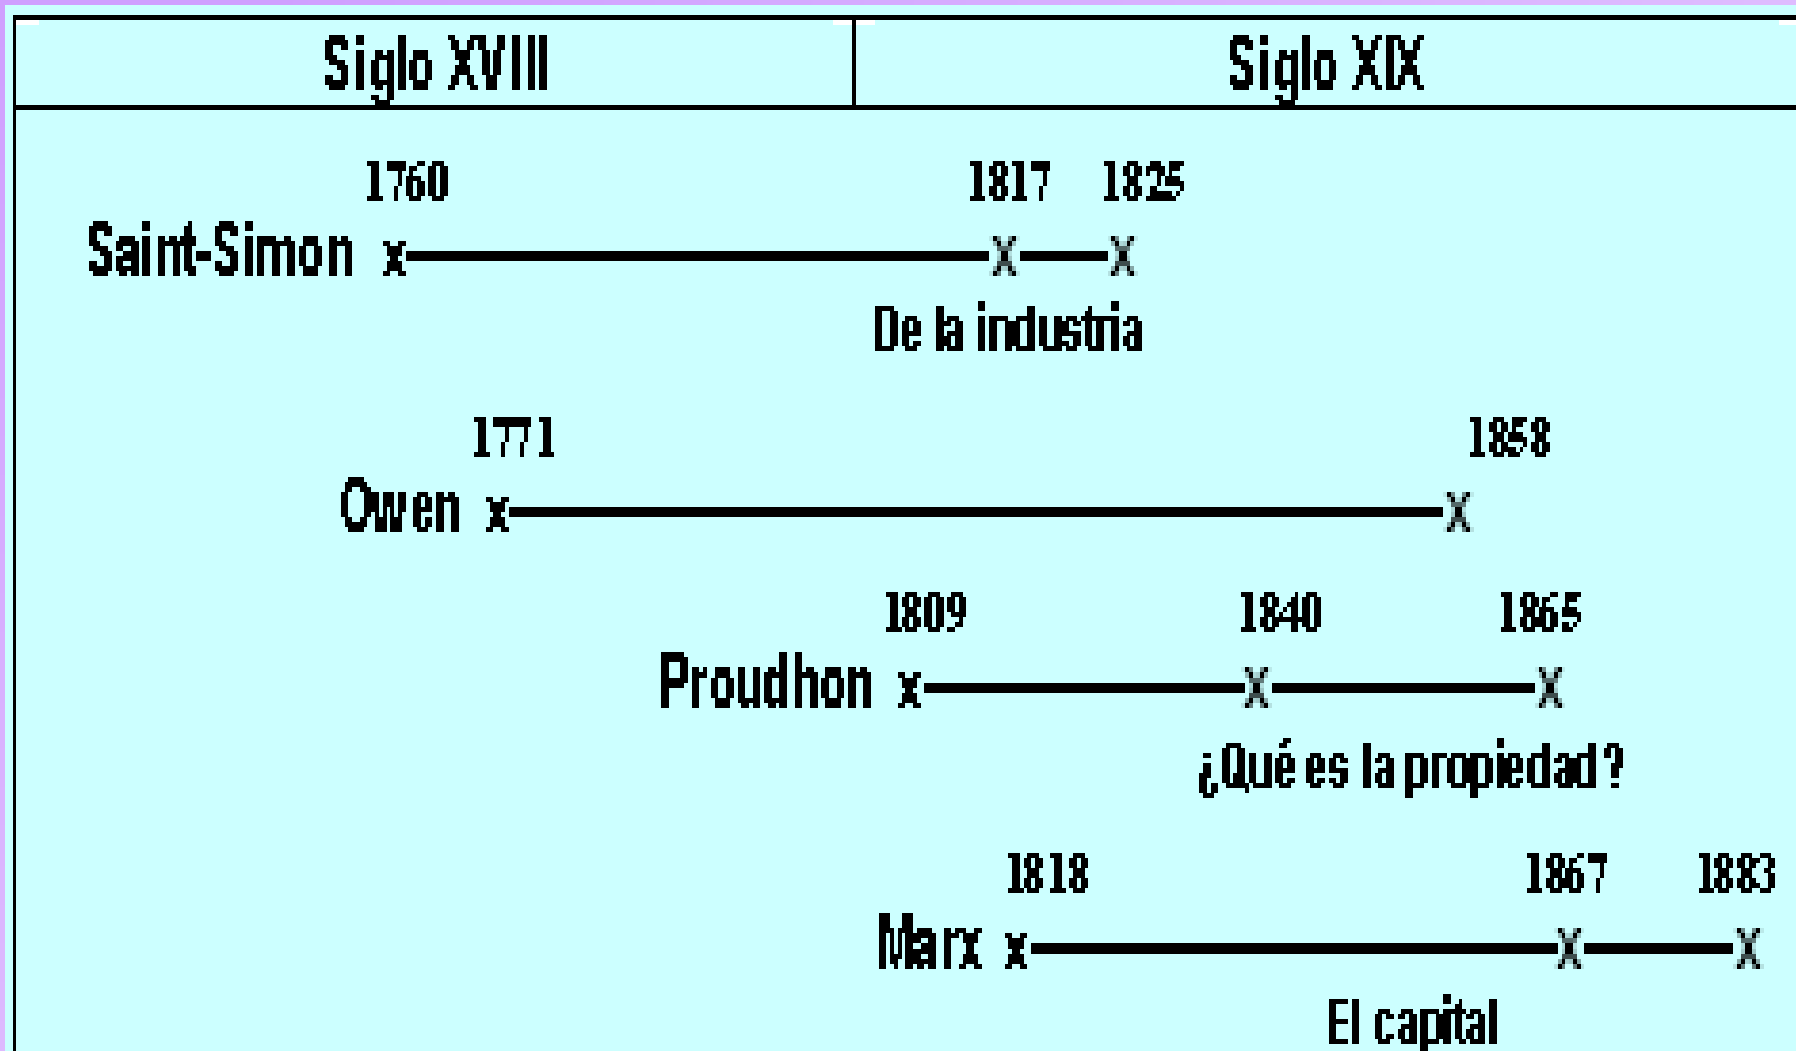 Siglo XVIII Siglo XIX
1760 1817 1825
Saint-Simon x X X
De la industria
1771 1858
Owen x X
1809 1840 1865
Proudhon x X X
¿Qué es la propiedad?
1818 1867 1883
Marx x X X
El capital